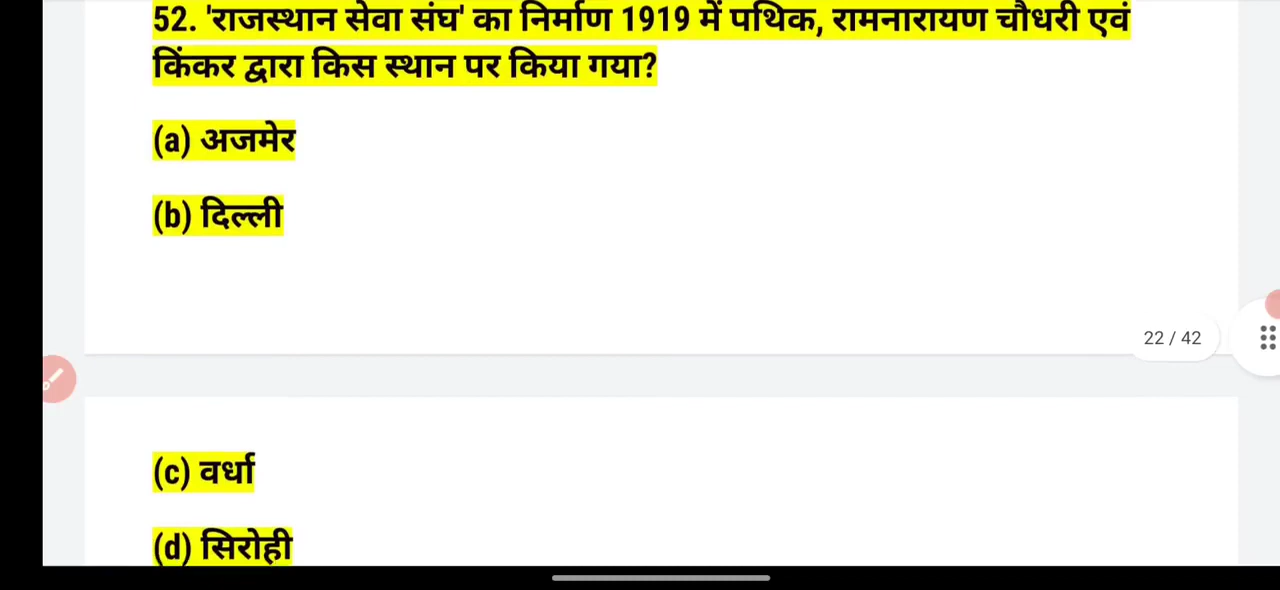 52. 'राजस्थान सेवा संघ' का निर्माण 1919 में पथिक, रामनारायण चौधरी एवं
किंकर द्वारा किस स्थान पर किया गया?
(a) अजमेर
(b) दिल्ली
22 / 42
(c) वर्धा
(d) सिरोही